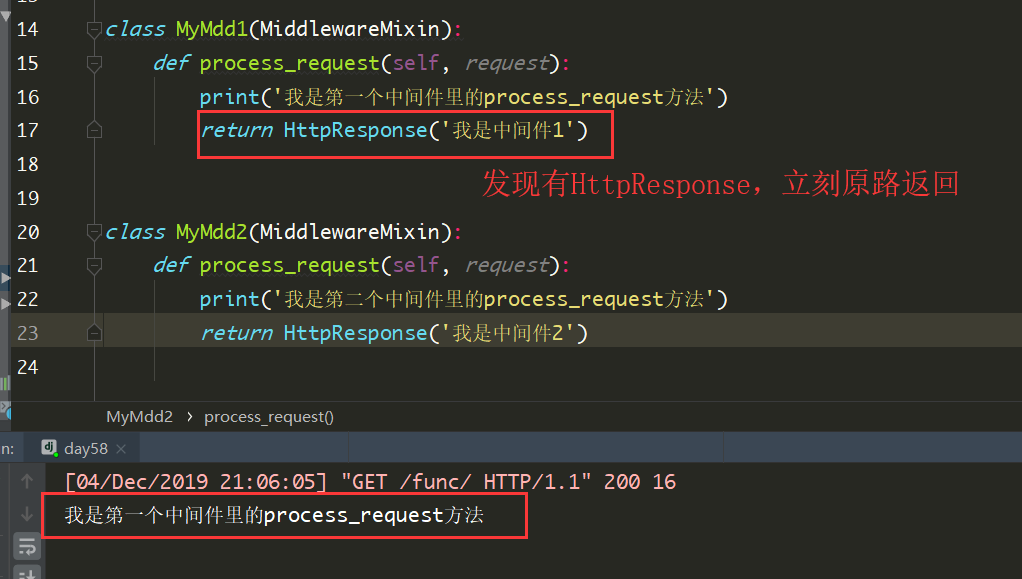 14 class MyMdd1(MiddlewareMixin):
15 def process_request(self, request):
16 print('我是第一个中间件里的process_request方法')
17 return HttpResponse('我是中间件1')
18 发现有HttpResponse，立刻原路返回
19
20 class MyMdd2(MiddlewareMixin):
21 def process_request(self, request):
22 print('我是第二个中间件里的process_request方法')
23 return HttpResponse('我是中间件2')
24
MyMdd2 › process_request()
n: dj day58 ×
[04/Dec/2019 21:06:05] "GET /func/ HTTP/1.1" 200 16
我是第一个中间件里的process_request方法